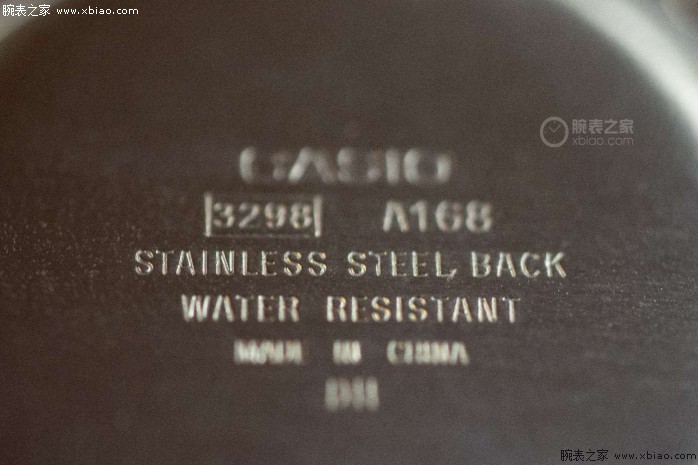 腕表之家 www.xbiao.com
腕表之家
xbiao.com
CASIO
3298 A168
STAINLESS STEEL BACK
WATER RESISTANT
MADE IN CHINA
腕表之家 www.xbiao.com